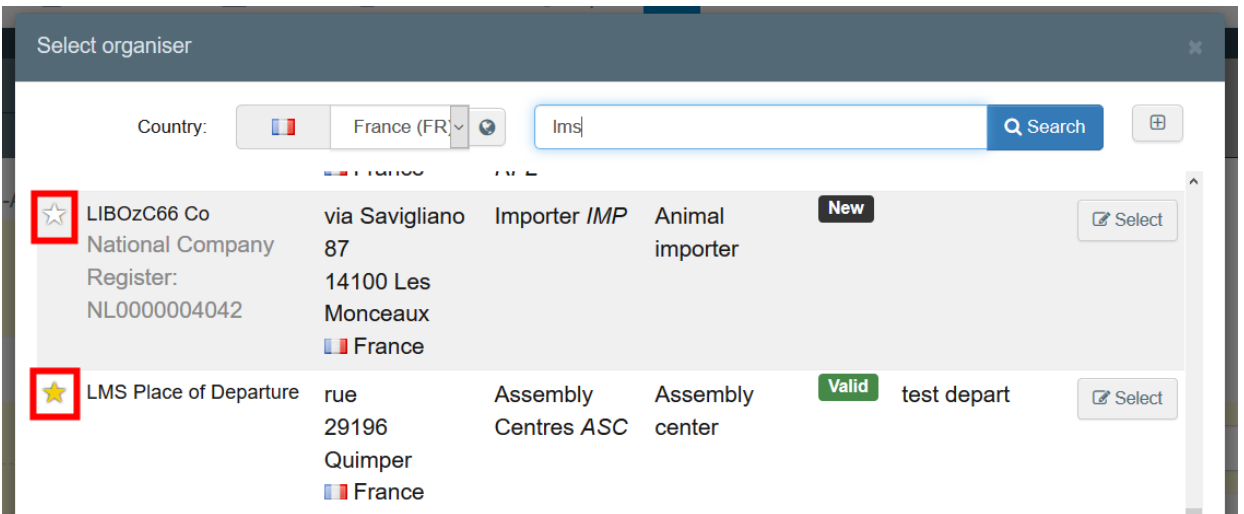 Select organiser
Country: France (FR) lms Search
LIBOzC66 Co via Savigliano Importer IMP Animal New Select
National Company 87 importer
Register: 14100 Les
NL0000004042 Monceaux
France
LMS Place of Departure rue Assembly Assembly Valid test depart Select
29196 Centres ASC center
Quimper
France